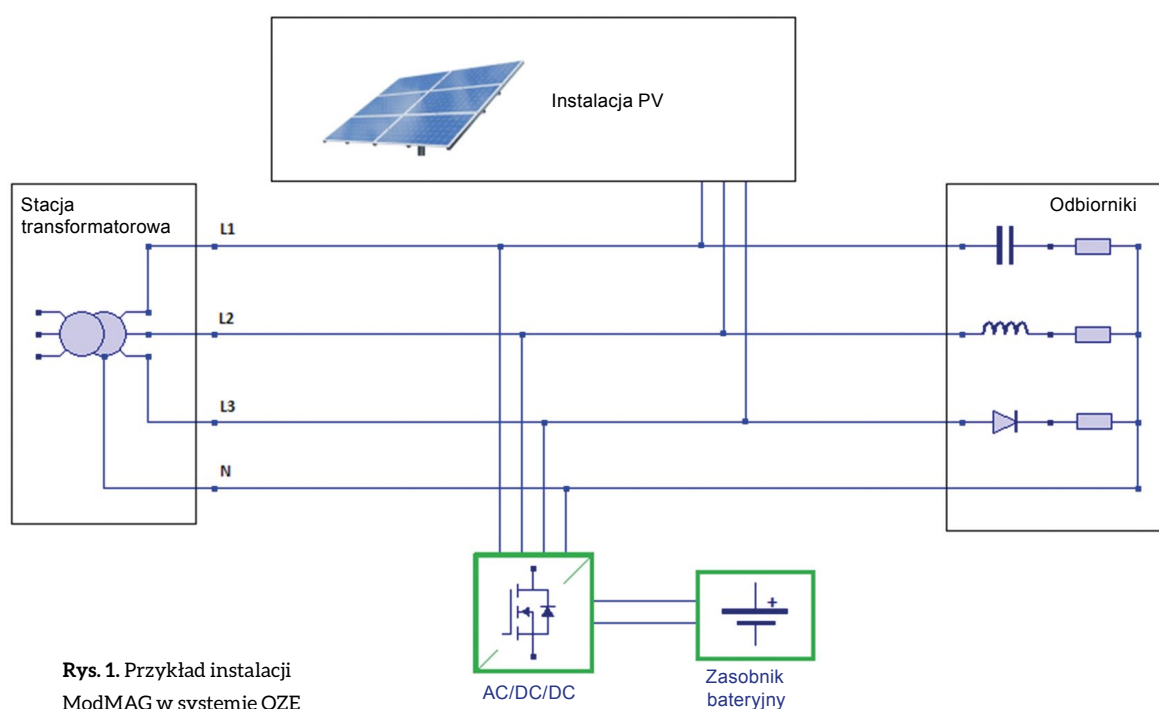 Instalacja PV
Stacja
transformatorowa
Odbiorniki
L1
L2
L3
N
+
AC/DC/DC
Zasobnik
bateryjny
Rys. 1. Przykład instalacji
ModMAG w systemie OZE